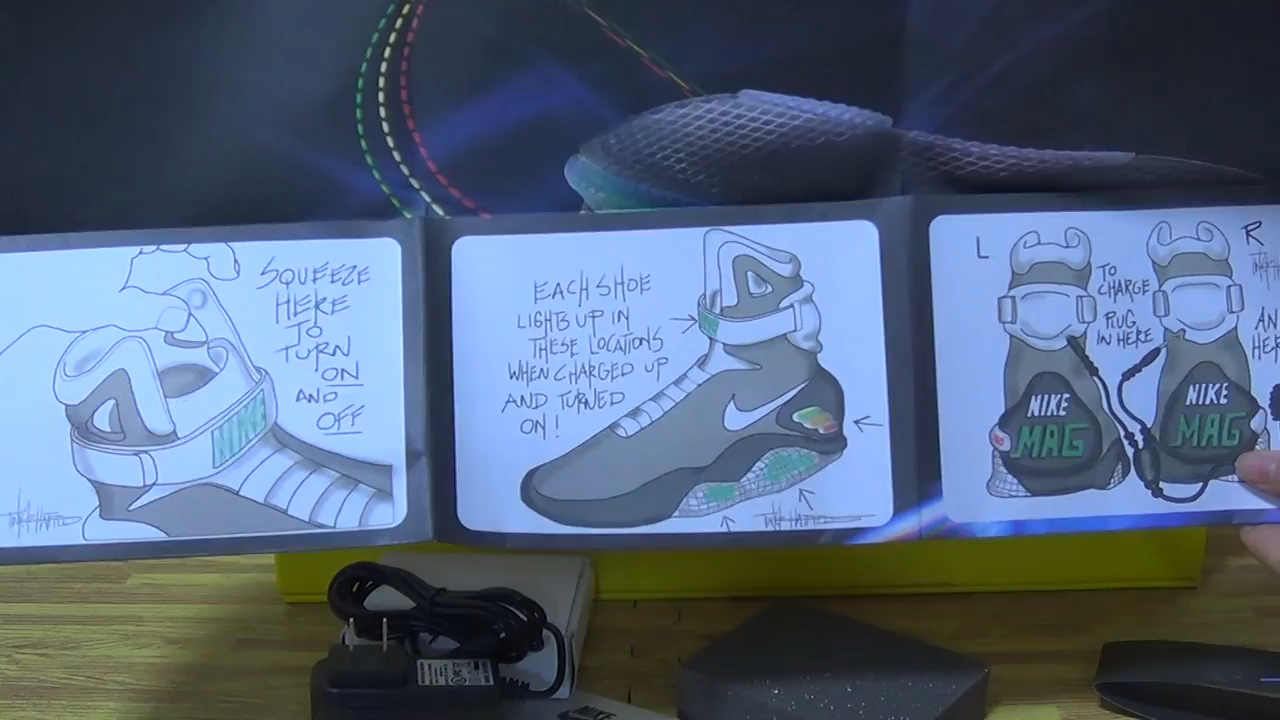 SQUEEZE
HERE
TO
TURN
ON
AND
OFF
NIKE
EACH SHOE
LIGHTS UP IN
THESE LOCATIONS
WHEN CHARGED UP
AND TURNED
ON!
L
R
TO
CHARGE
PLUG
IN HERE
NIKE
MAG
NIKE
MAG
NIKE